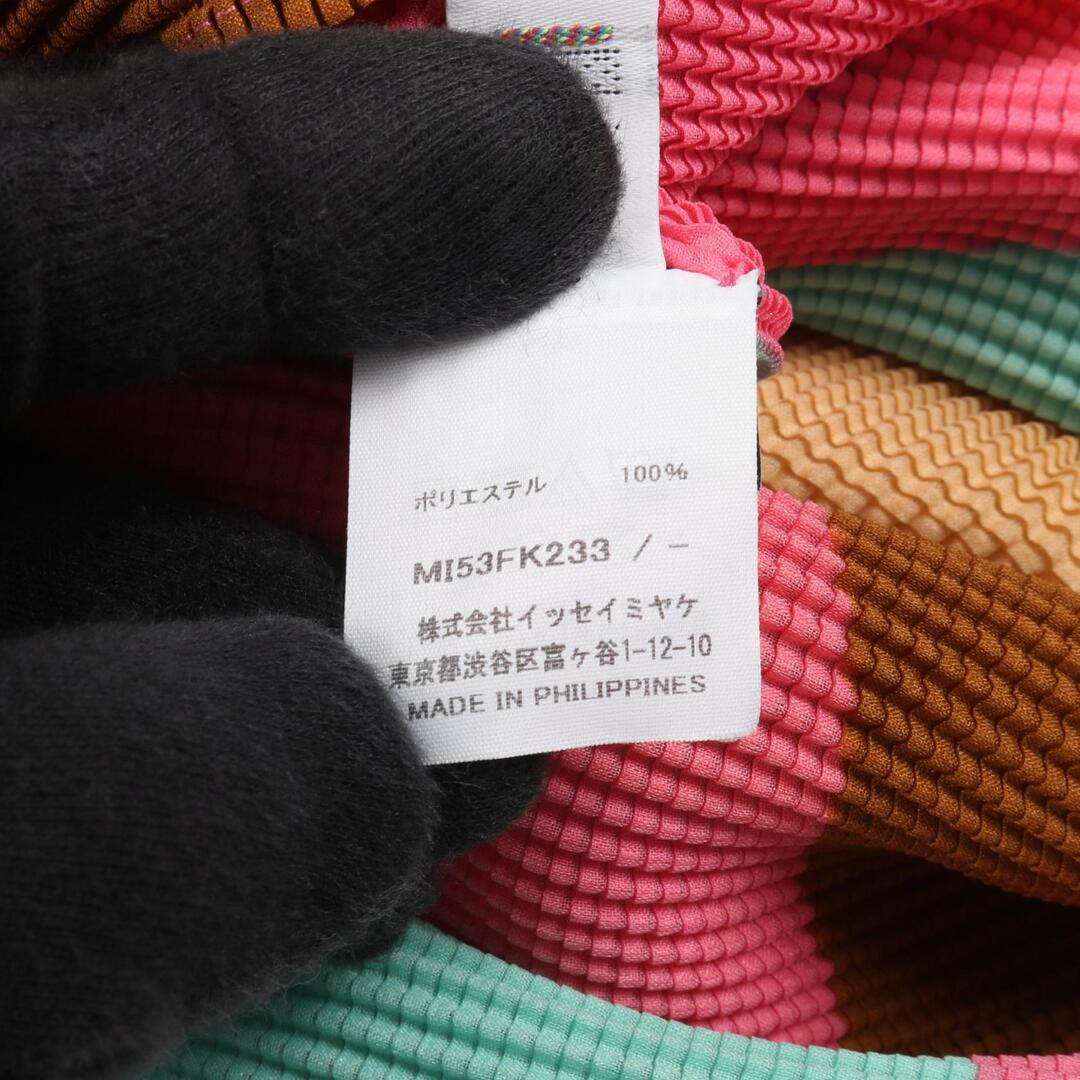 ポリエステル 100%
MI53FK233 / -
株式会社イッセイミヤケ
東京都渋谷区富ヶ谷1-12-10
MADE IN PHILIPPINES